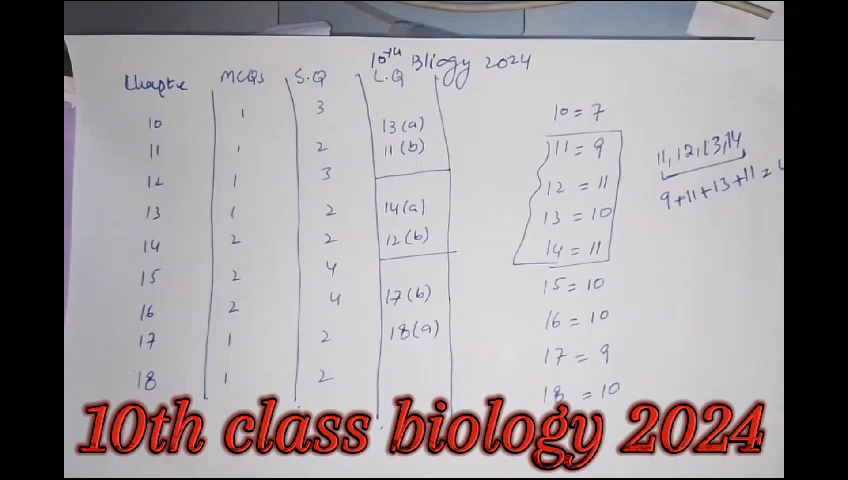 10th Bliogy 2024
Chapte MCQs S.Q L.Q
10 1 3 13(a)
11 1 2 11(b)
12 1 3
13 1 2 14(a)
14 2 2 12(b)
15 2 4
16 2 4 17(b)
17 1 2 18(a)
18 1 2
10 = 7
11 = 9
12 = 11
13 = 10
14 = 11
15 = 10
16 = 10
17 = 9
18 = 10
11, 12, 13, 14
9+11+13+11 = 4
10th class biology 2024